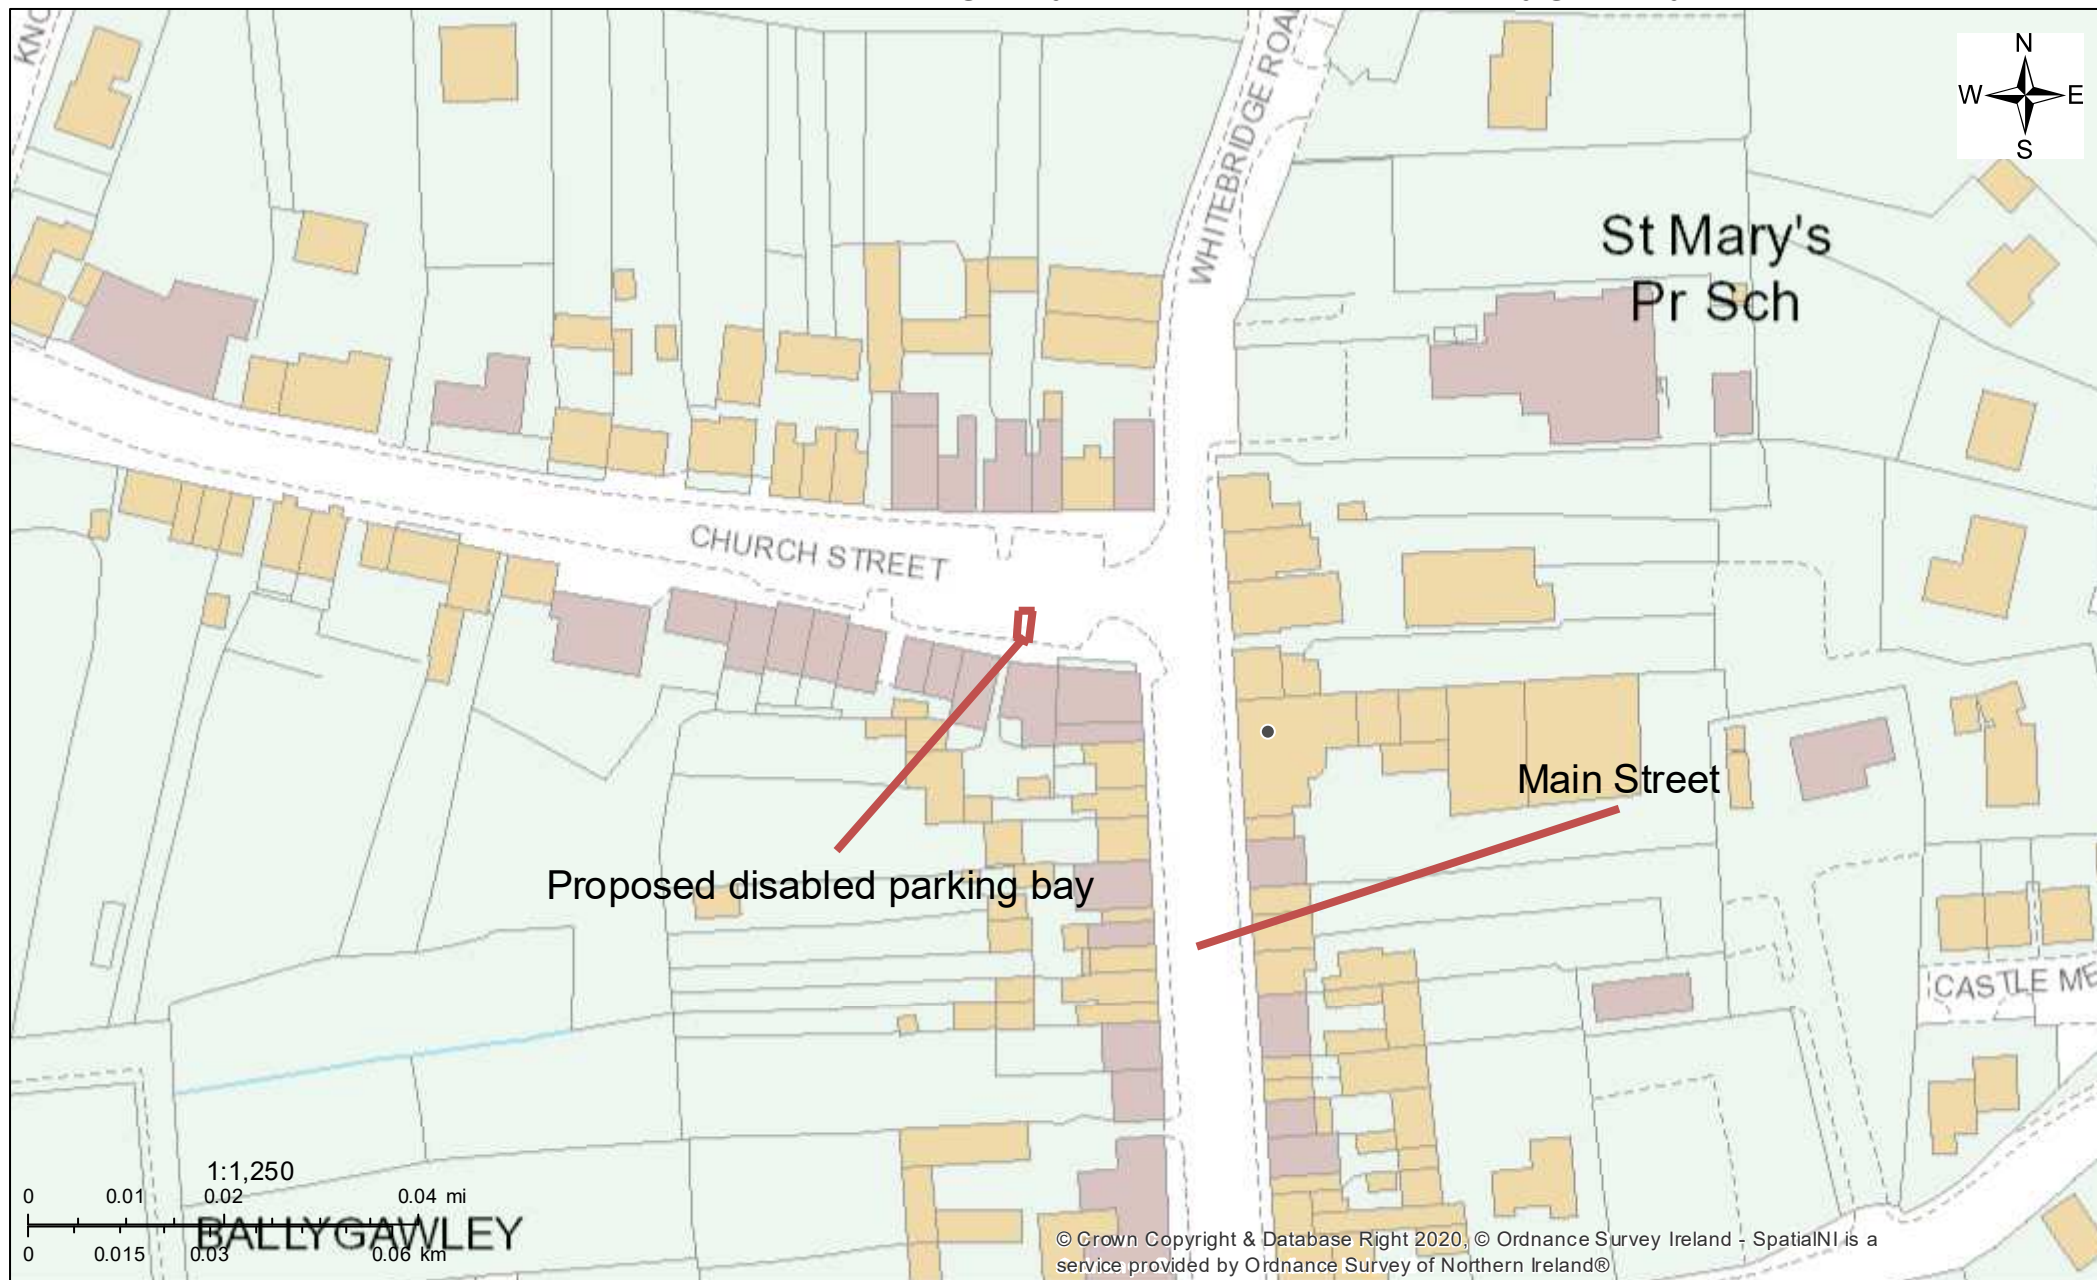 KNO
WHITEBRIDGE ROA
N
W E
S
St Mary's
Pr Sch
CHURCH STREET
Main Street
Proposed disabled parking bay
CASTLE ME
1:1,250
0 0.01 0.02 0.04 mi
BALLYGAWLEY
0 0.015 0.03 0.06 km
© Crown Copyright & Database Right 2020, © Ordnance Survey Ireland - SpatialNI is a
service provided by Ordnance Survey of Northern Ireland®